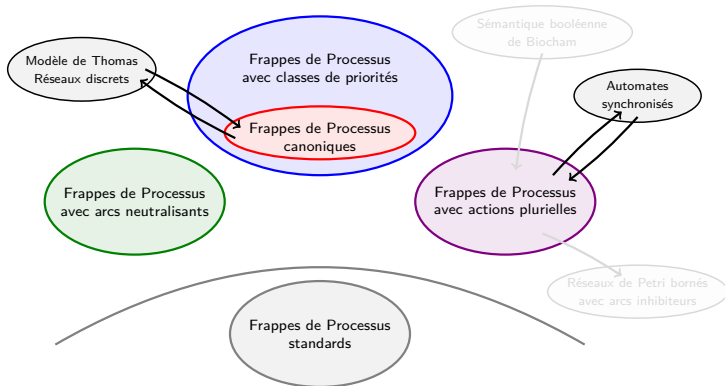 Sémantique booléenne
de Biocham
Modèle de Thomas
Réseaux discrets
Frappes de Processus
avec classes de priorités
Automates
synchronisés
Frappes de Processus
canoniques
Frappes de Processus
avec arcs neutralisants
Frappes de Processus
avec actions plurielles
Réseaux de Petri bornés
avec arcs inhibiteurs
Frappes de Processus
standards